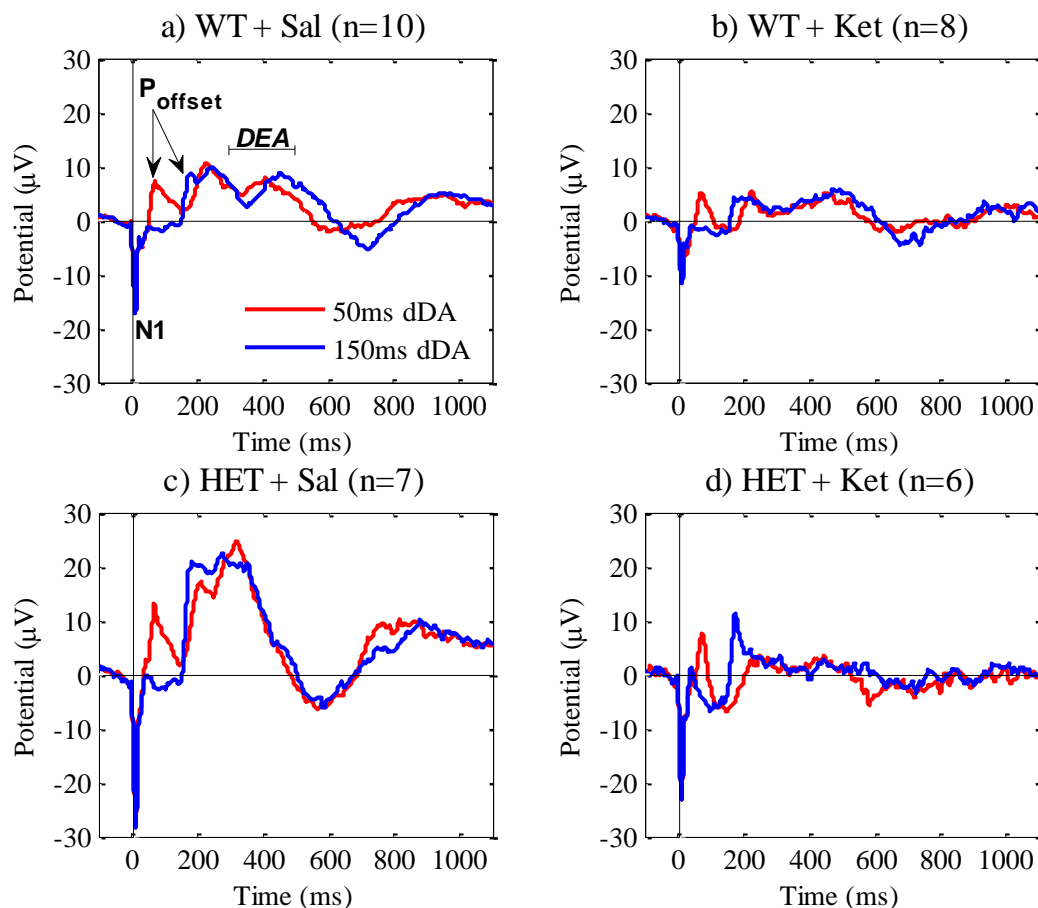 a) WT + Sal (n=10)
30
20
10
0
-10
-20
-30
Potential (µV)
P offset
DEA
N1
50ms dDA
150ms dDA
0 200 400 600 800 1000
Time (ms)
b) WT + Ket (n=8)
30
20
10
0
-10
-20
-30
Potential (µV)
0 200 400 600 800 1000
Time (ms)
c) HET + Sal (n=7)
30
20
10
0
-10
-20
-30
Potential (µV)
0 200 400 600 800 1000
Time (ms)
d) HET + Ket (n=6)
30
20
10
0
-10
-20
-30
Potential (µV)
0 200 400 600 800 1000
Time (ms)